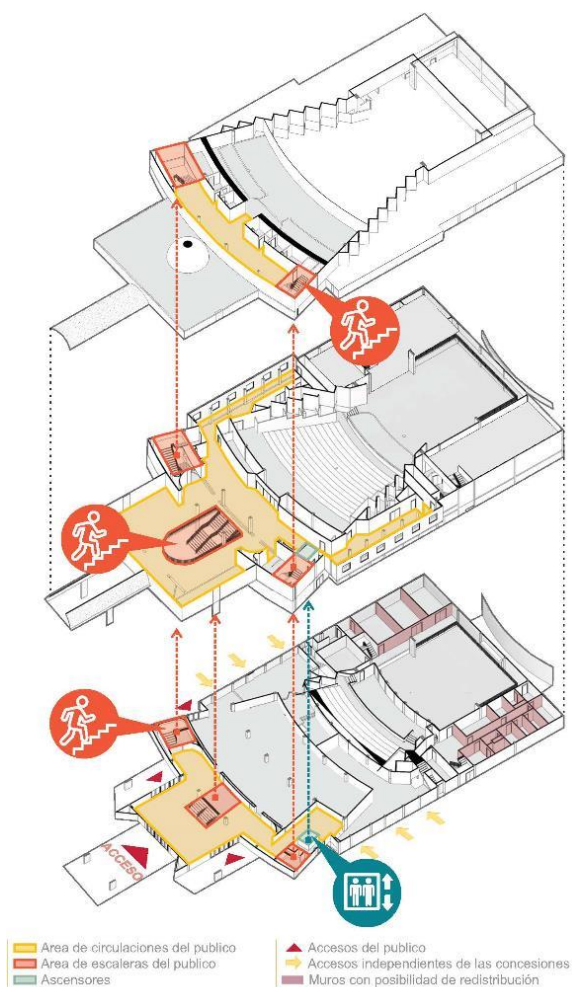 ACCESO
Area de circulaciones del publico
Area de escaleras del publico
Ascensores
Accesos del publico
Accesos independientes de las concesiones
Muros con posibilidad de redistribución